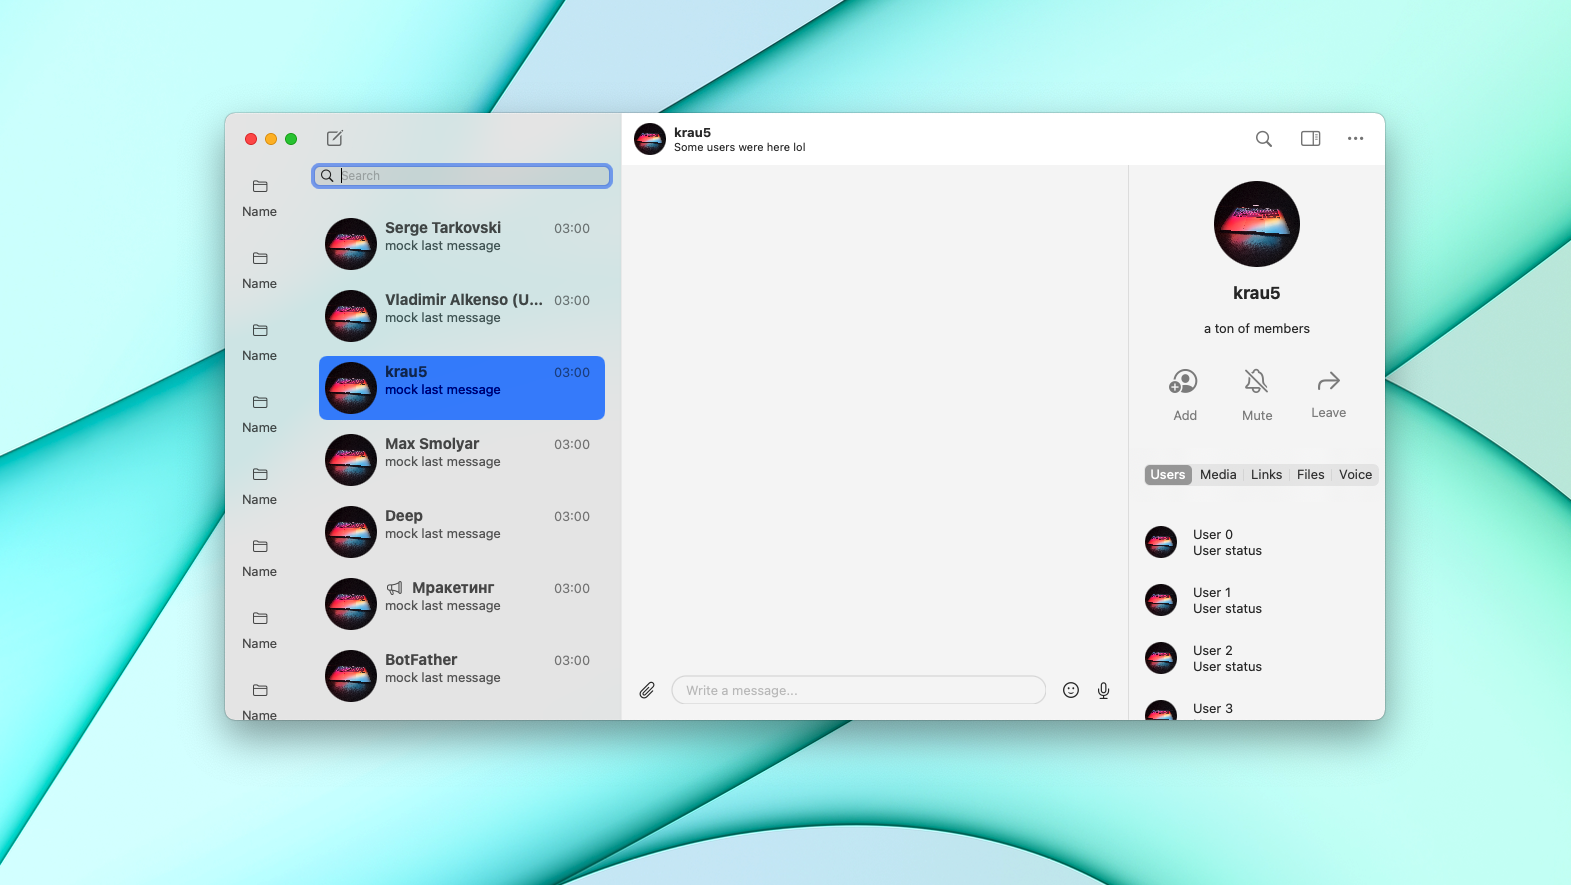 Name
Name
Name
Name
Name
Name
Name
Name
Search
Serge Tarkovski 03:00
mock last message
Vladimir Alkenso (U... 03:00
mock last message
krau5 03:00
mock last message
Max Smolyar 03:00
mock last message
Deep 03:00
mock last message
Мракетинг 03:00
mock last message
BotFather 03:00
mock last message
krau5
Some users were here lol
Write a message...
krau5
a ton of members
Add Mute Leave
Users Media Links Files Voice
User 0
User status
User 1
User status
User 2
User status
User 3